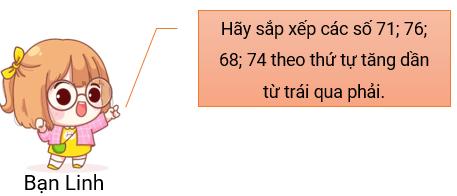 Hãy sắp xếp các số 71; 76;
68; 74 theo thứ tự tăng dần
từ trái qua phải.
Bạn Linh